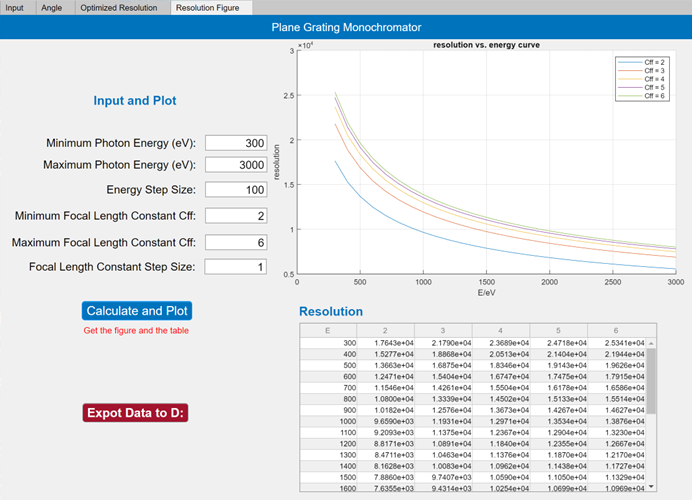 Input Angle Optimized Resolution Resolution Figure
Plane Grating Monochromator
Input and Plot
Minimum Photon Energy (eV): 300
Maximum Photon Energy (eV): 3000
Energy Step Size: 100
Minimum Focal Length Constant Cff: 2
Maximum Focal Length Constant Cff: 6
Focal Length Constant Step Size: 1
Calculate and Plot
Get the figure and the table
Expot Data to D:
resolution vs. energy curve
×10⁴
3
2.5
2
1.5
1
0.5
resolution
0 500 1000 1500 2000 2500 3000
E/eV
Cff = 2
Cff = 3
Cff = 4
Cff = 5
Cff = 6
Resolution
E 2 3 4 5 6
300 1.7643e+04 2.1790e+04 2.3689e+04 2.4718e+04 2.5341e+04
400 1.5277e+04 1.8868e+04 2.0513e+04 2.1404e+04 2.1944e+04
500 1.3663e+04 1.6875e+04 1.8346e+04 1.9143e+04 1.9626e+04
600 1.2471e+04 1.5404e+04 1.6747e+04 1.7475e+04 1.7915e+04
700 1.1546e+04 1.4261e+04 1.5504e+04 1.6178e+04 1.6586e+04
800 1.0800e+04 1.3339e+04 1.4502e+04 1.5133e+04 1.5514e+04
900 1.0182e+04 1.2576e+04 1.3673e+04 1.4267e+04 1.4627e+04
1000 9.6590e+03 1.1931e+04 1.2971e+04 1.3534e+04 1.3876e+04
1100 9.2093e+03 1.1375e+04 1.2367e+04 1.2904e+04 1.3230e+04
1200 8.8171e+03 1.0891e+04 1.1840e+04 1.2355e+04 1.2667e+04
1300 8.4711e+03 1.0463e+04 1.1376e+04 1.1870e+04 1.2170e+04
1400 8.1628e+03 1.0083e+04 1.0962e+04 1.1438e+04 1.1727e+04
1500 7.8860e+03 9.7407e+03 1.0590e+04 1.1050e+04 1.1329e+04
1600 7.6355e+03 9.4314e+03 1.0254e+04 1.0699e+04 1.0969e+04